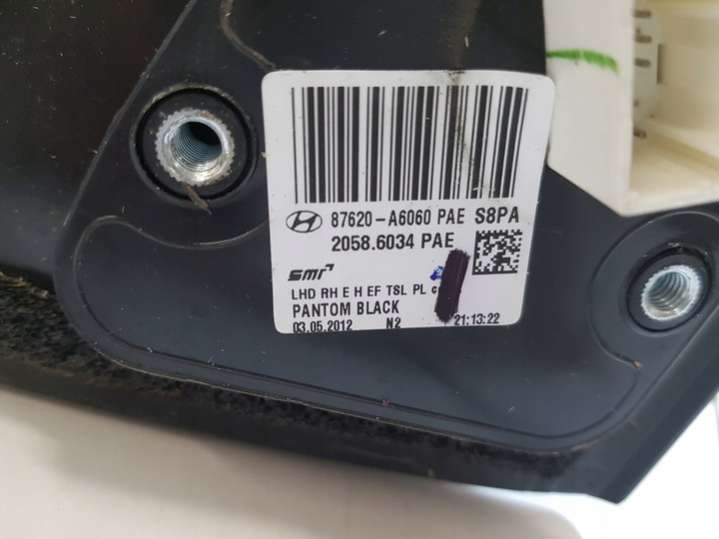 87620-A6060 PAE S8PA
2058.6034 PAE
smr
LHD RH E H EF TSL PL
PANTOM BLACK
03.05.2012 N2 21:13:22